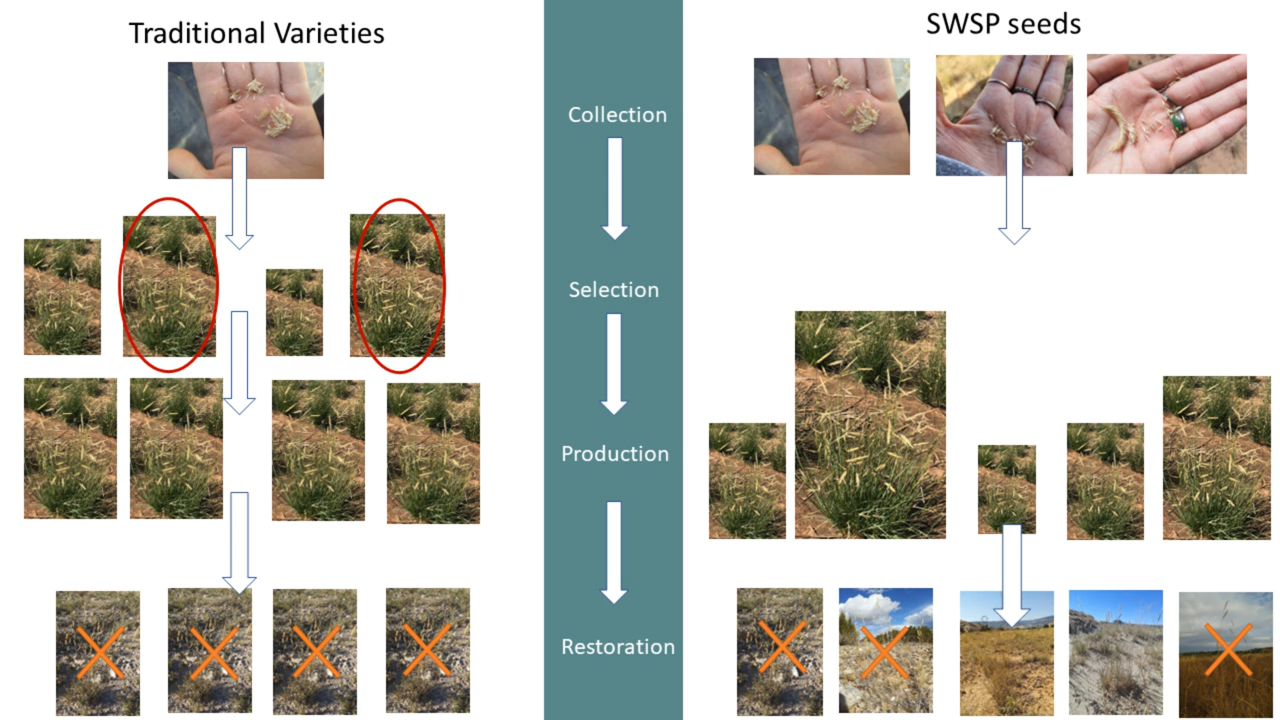 Traditional Varieties
SWSP seeds
Collection
Selection
Production
Restoration